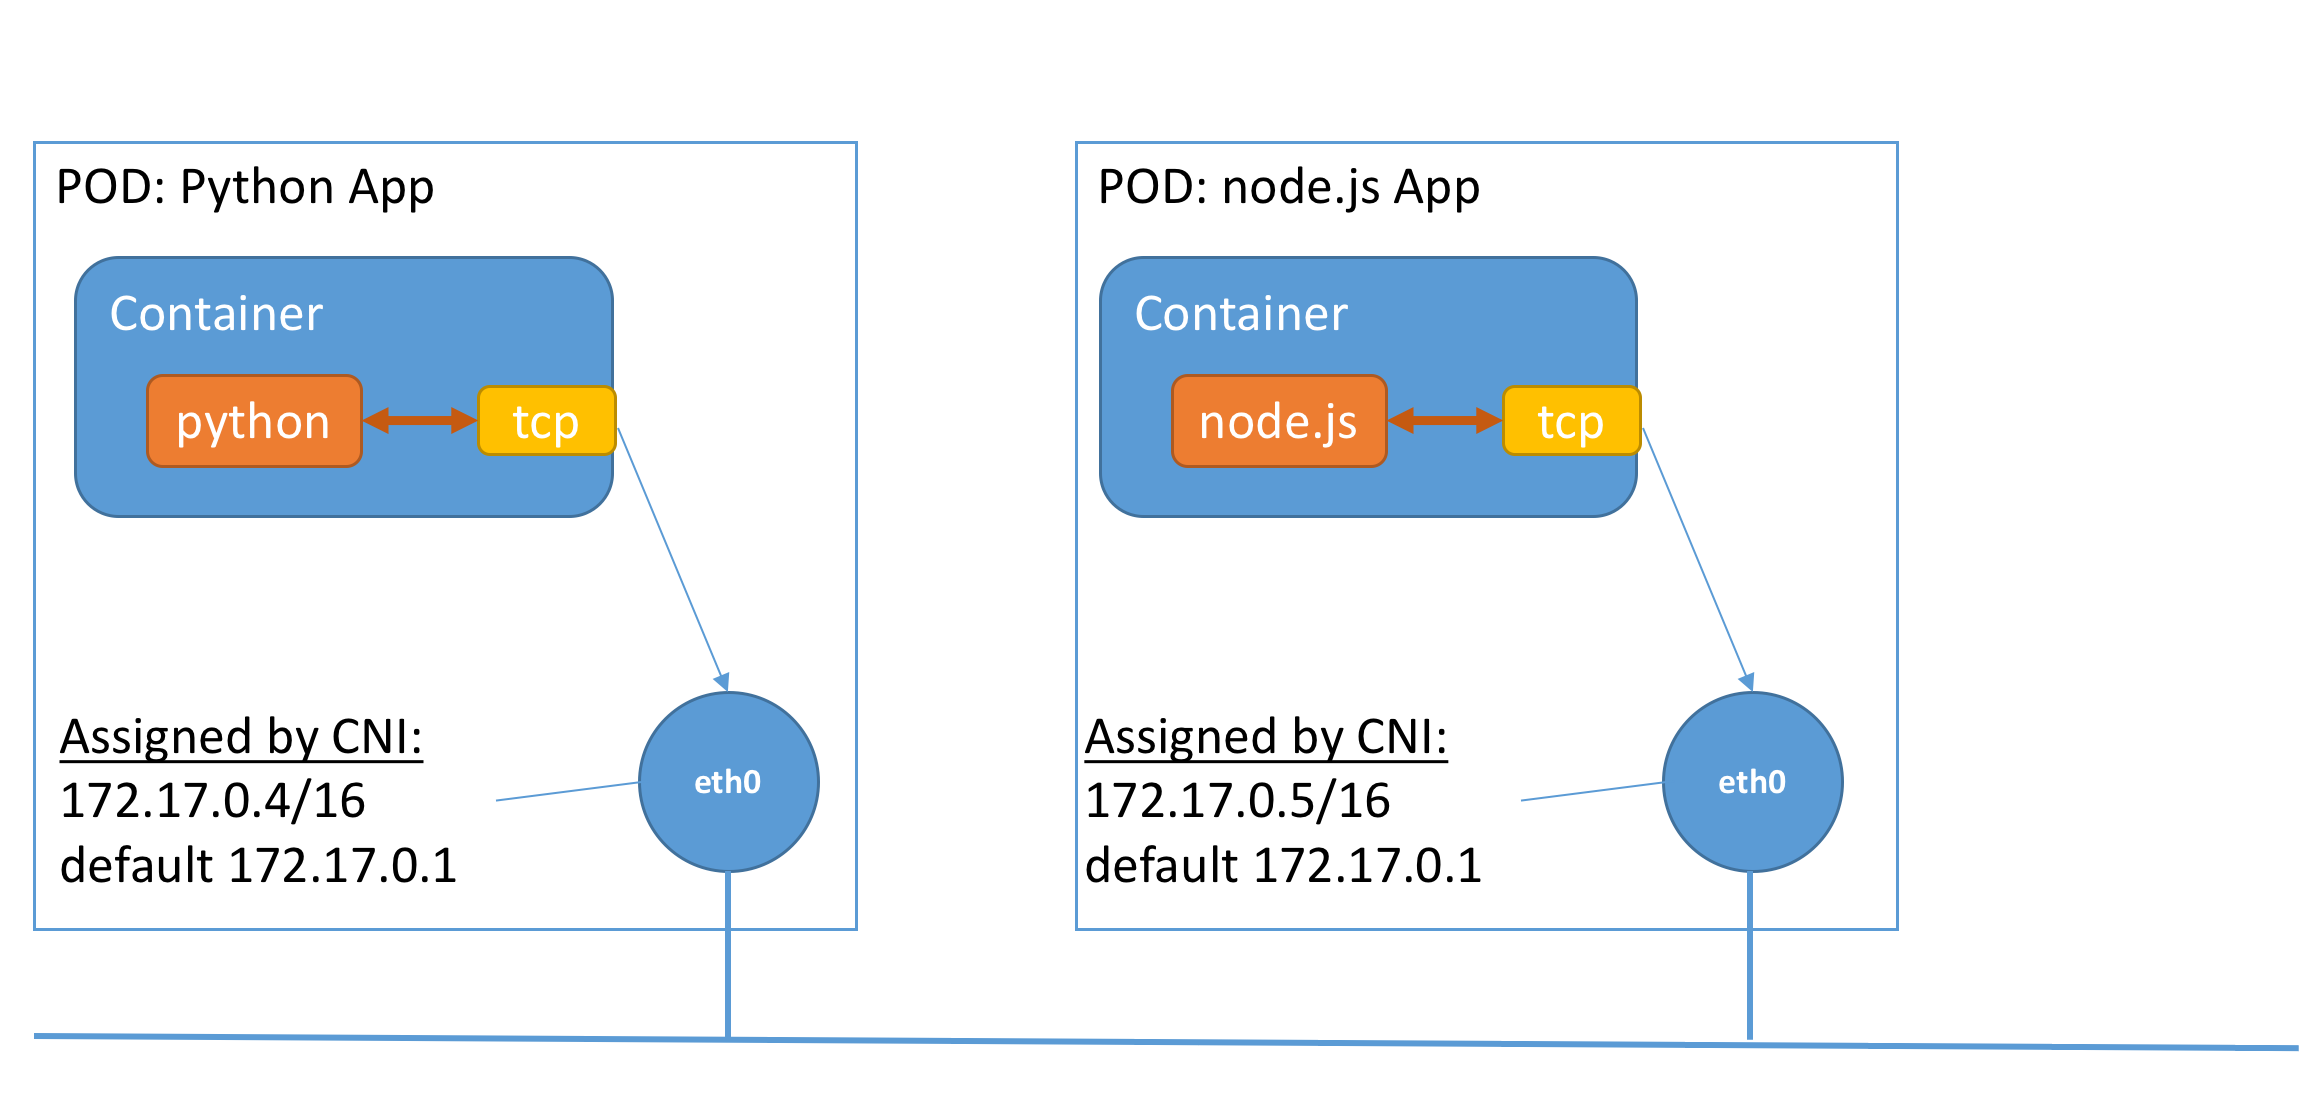 POD: Python App
Container
python
tcp
Assigned by CNI:
172.17.0.4/16
default 172.17.0.1
eth0
POD: node.js App
Container
node.js
tcp
Assigned by CNI:
172.17.0.5/16
default 172.17.0.1
eth0